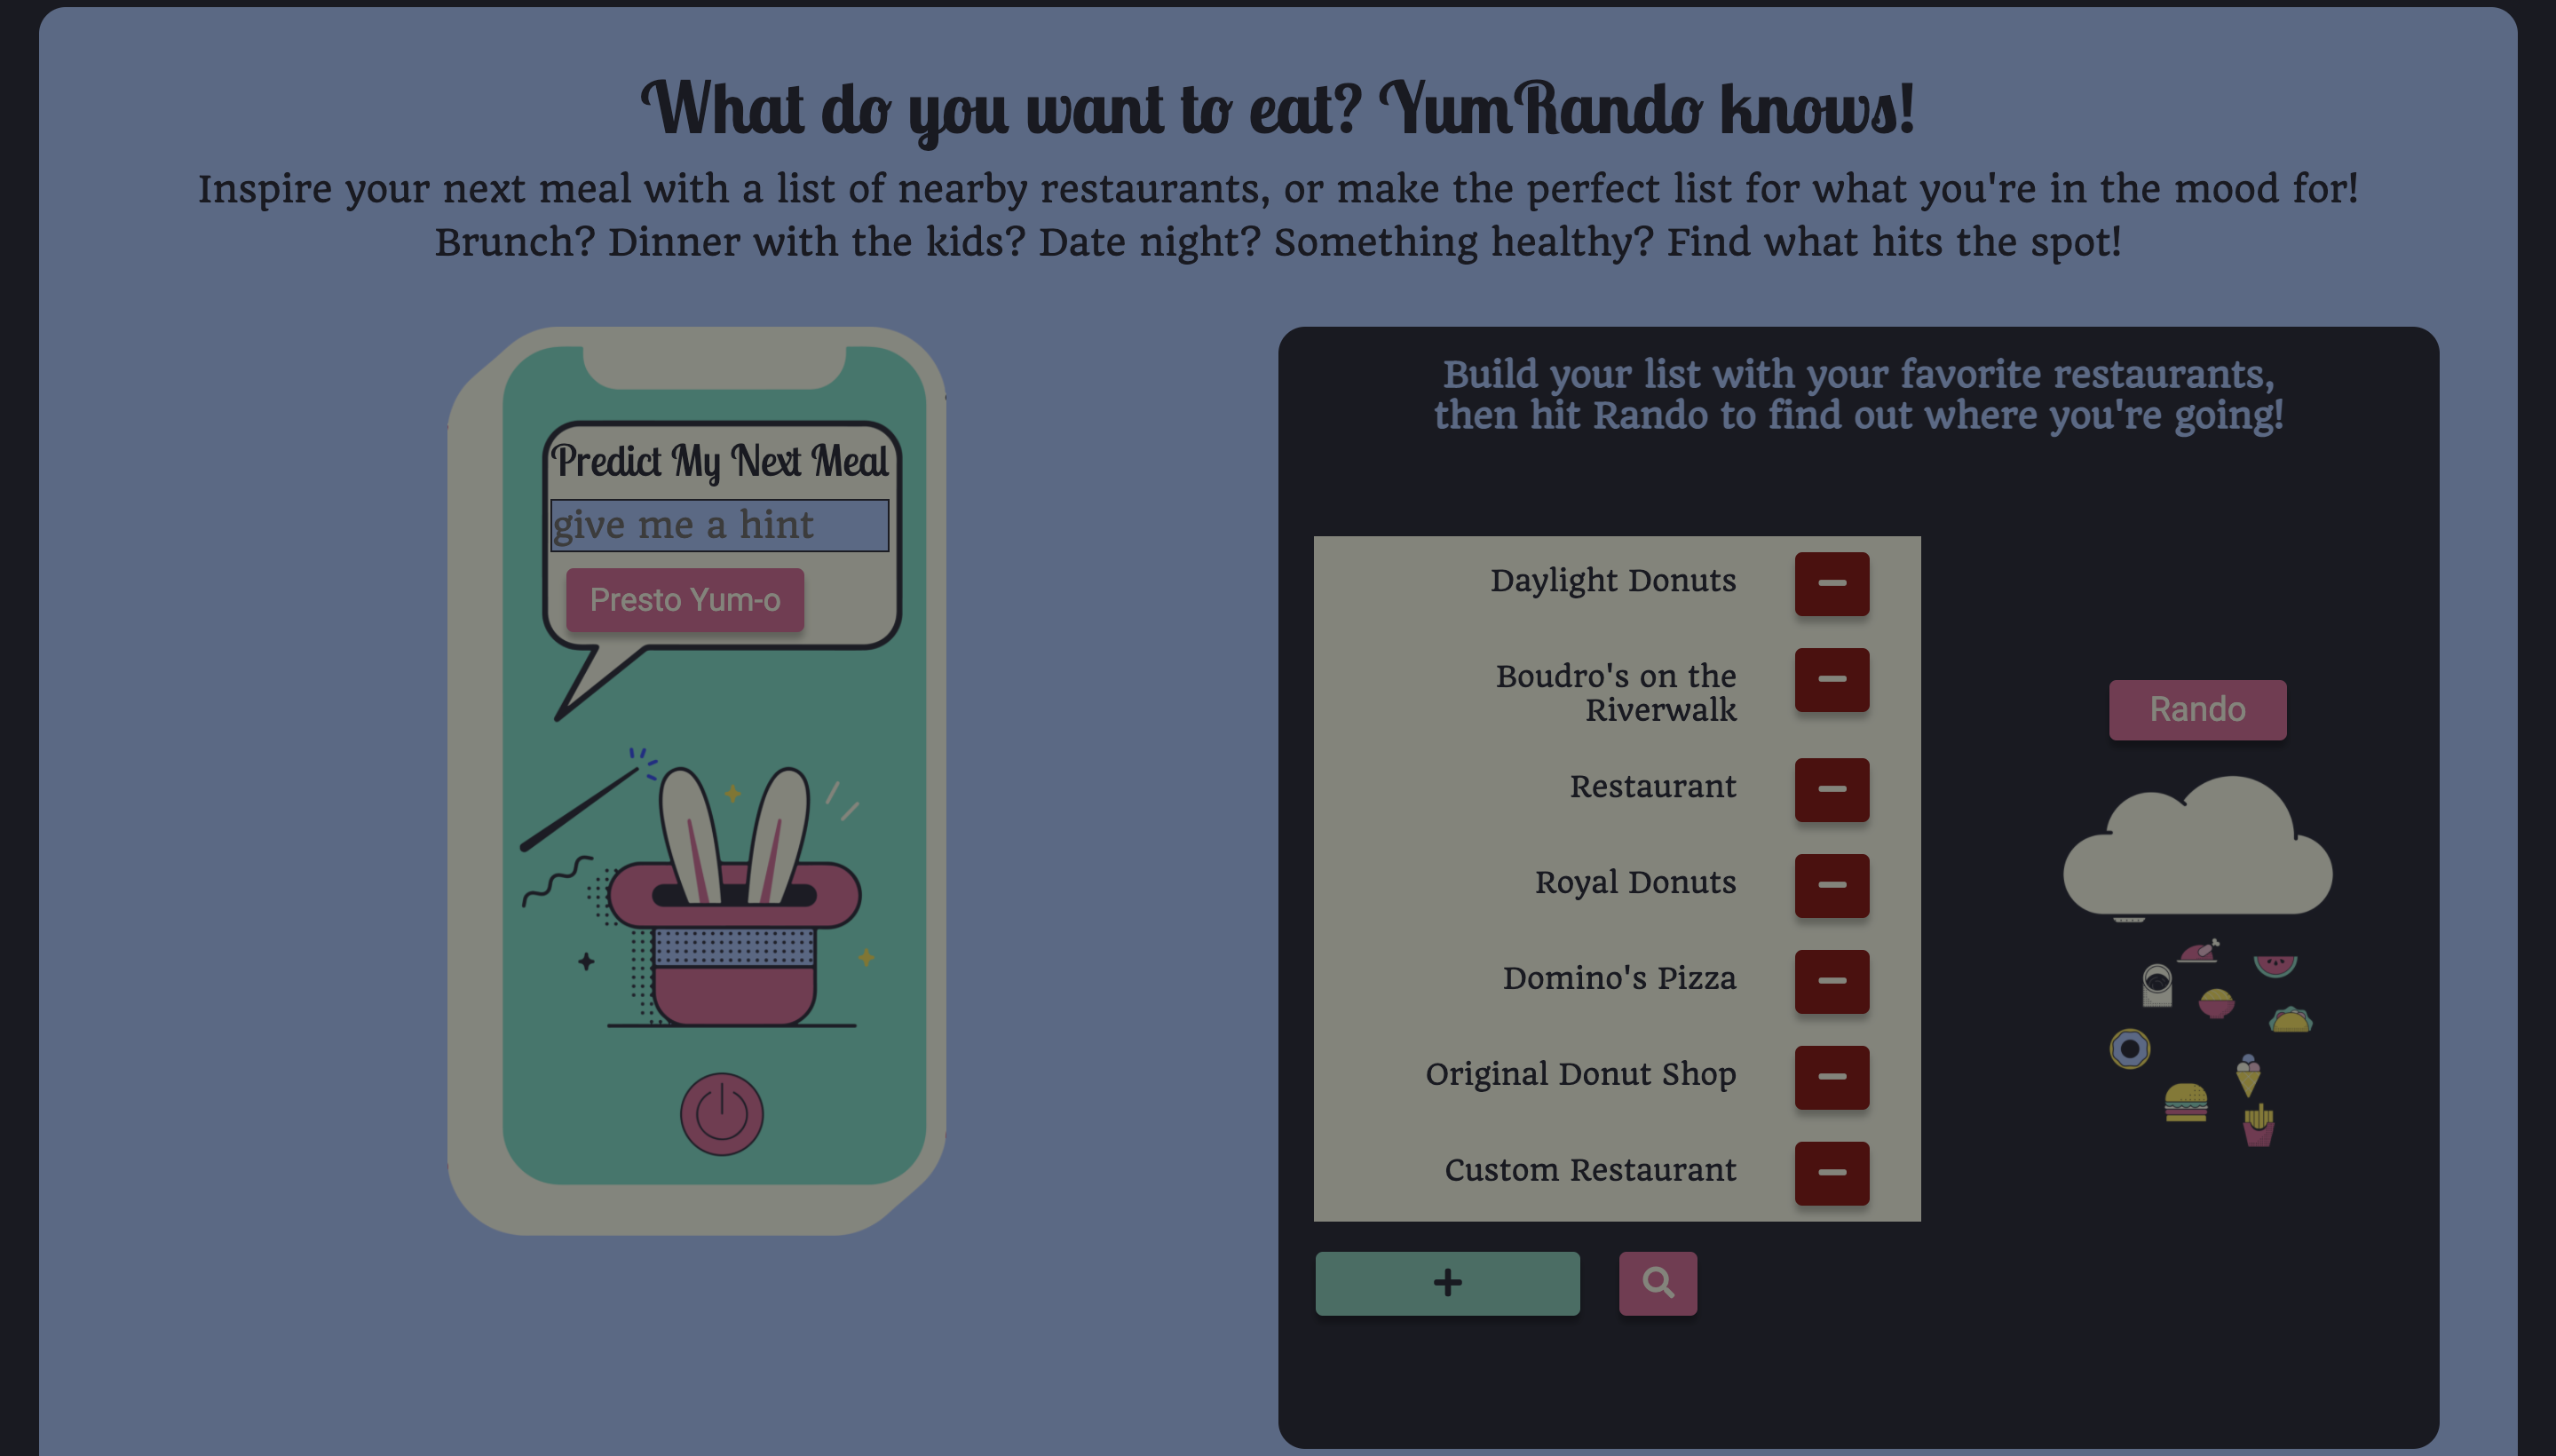 What do you want to eat? YumRando knows!
Inspire your next meal with a list of nearby restaurants, or make the perfect list for what you're in the mood for!
Brunch? Dinner with the kids? Date night? Something healthy? Find what hits the spot!
Predict My Next Meal
give me a hint
Presto Yum-o
Build your list with your favorite restaurants,
then hit Rando to find out where you're going!
Daylight Donuts
Boudro's on the
Riverwalk
Restaurant
Royal Donuts
Domino's Pizza
Original Donut Shop
Custom Restaurant
Rando